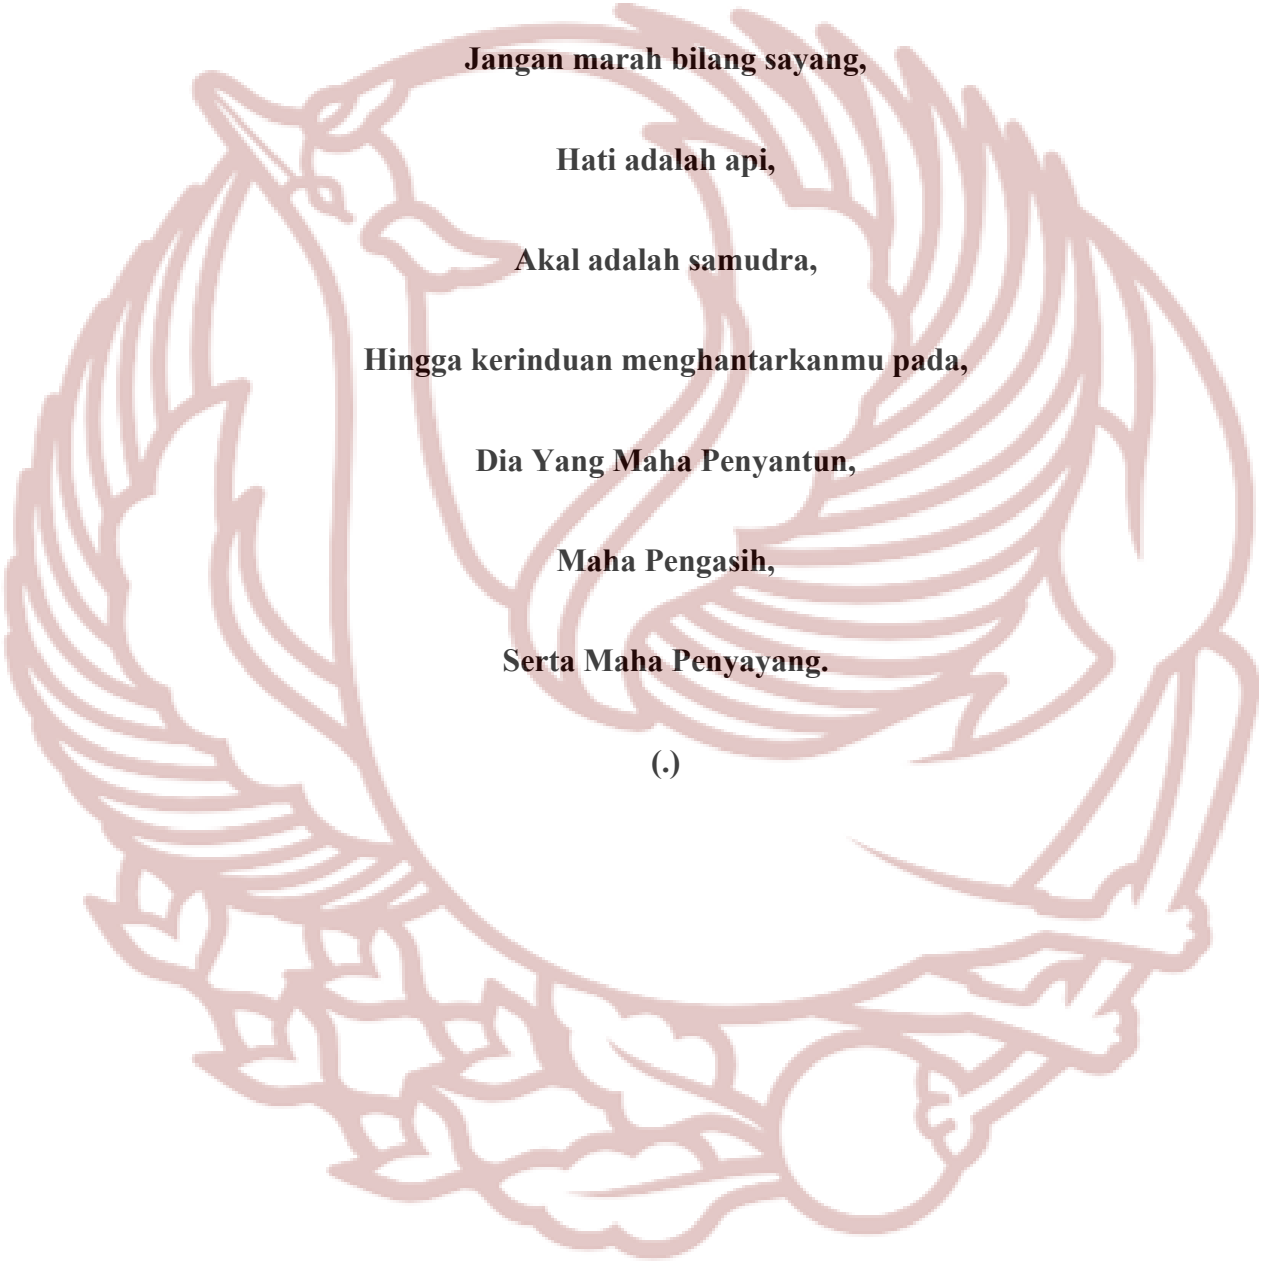 Jangan marah bilang sayang,
Hati adalah api,
Akal adalah samudra,
Hingga kerinduan menghantarkanmu pada,
Dia Yang Maha Penyantun,
Maha Pengasih,
Serta Maha Penyayang.
(.)